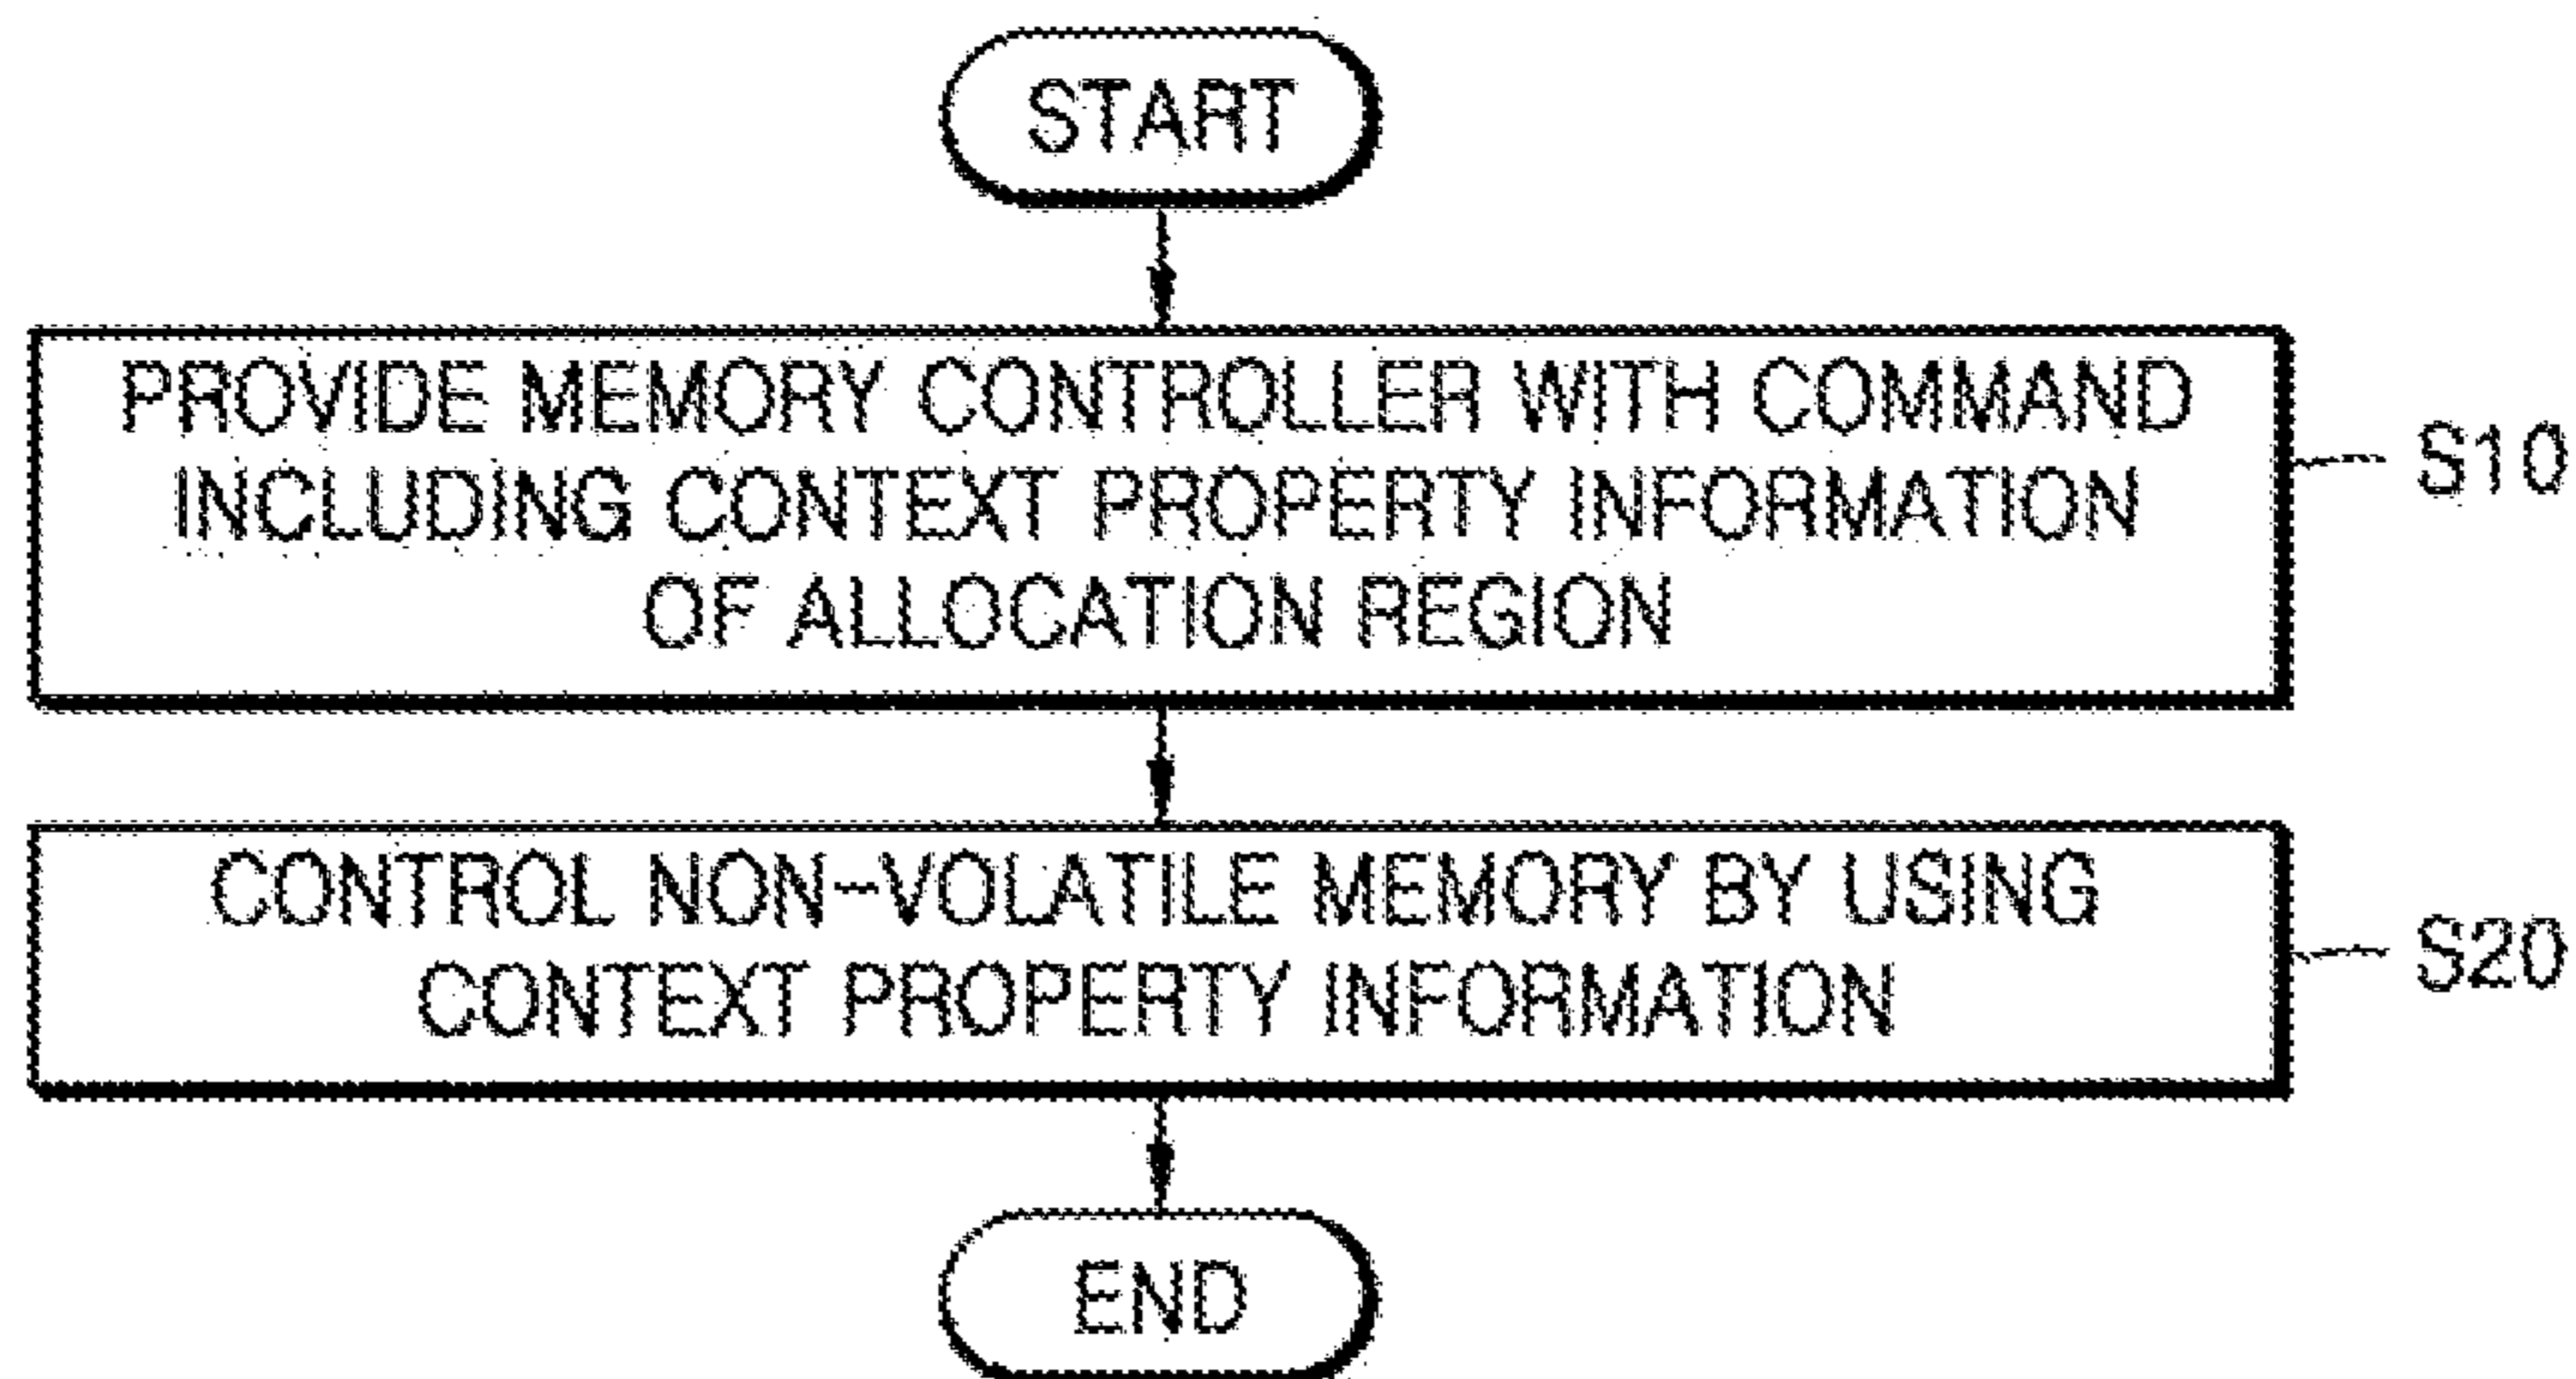 START
PROVIDE MEMORY CONTROLLER WITH COMMAND
INCLUDING CONTEXT PROPERTY INFORMATION
OF ALLOCATION REGION
S10
CONTROL NON-VOLATILE MEMORY BY USING
CONTEXT PROPERTY INFORMATION
S20
END